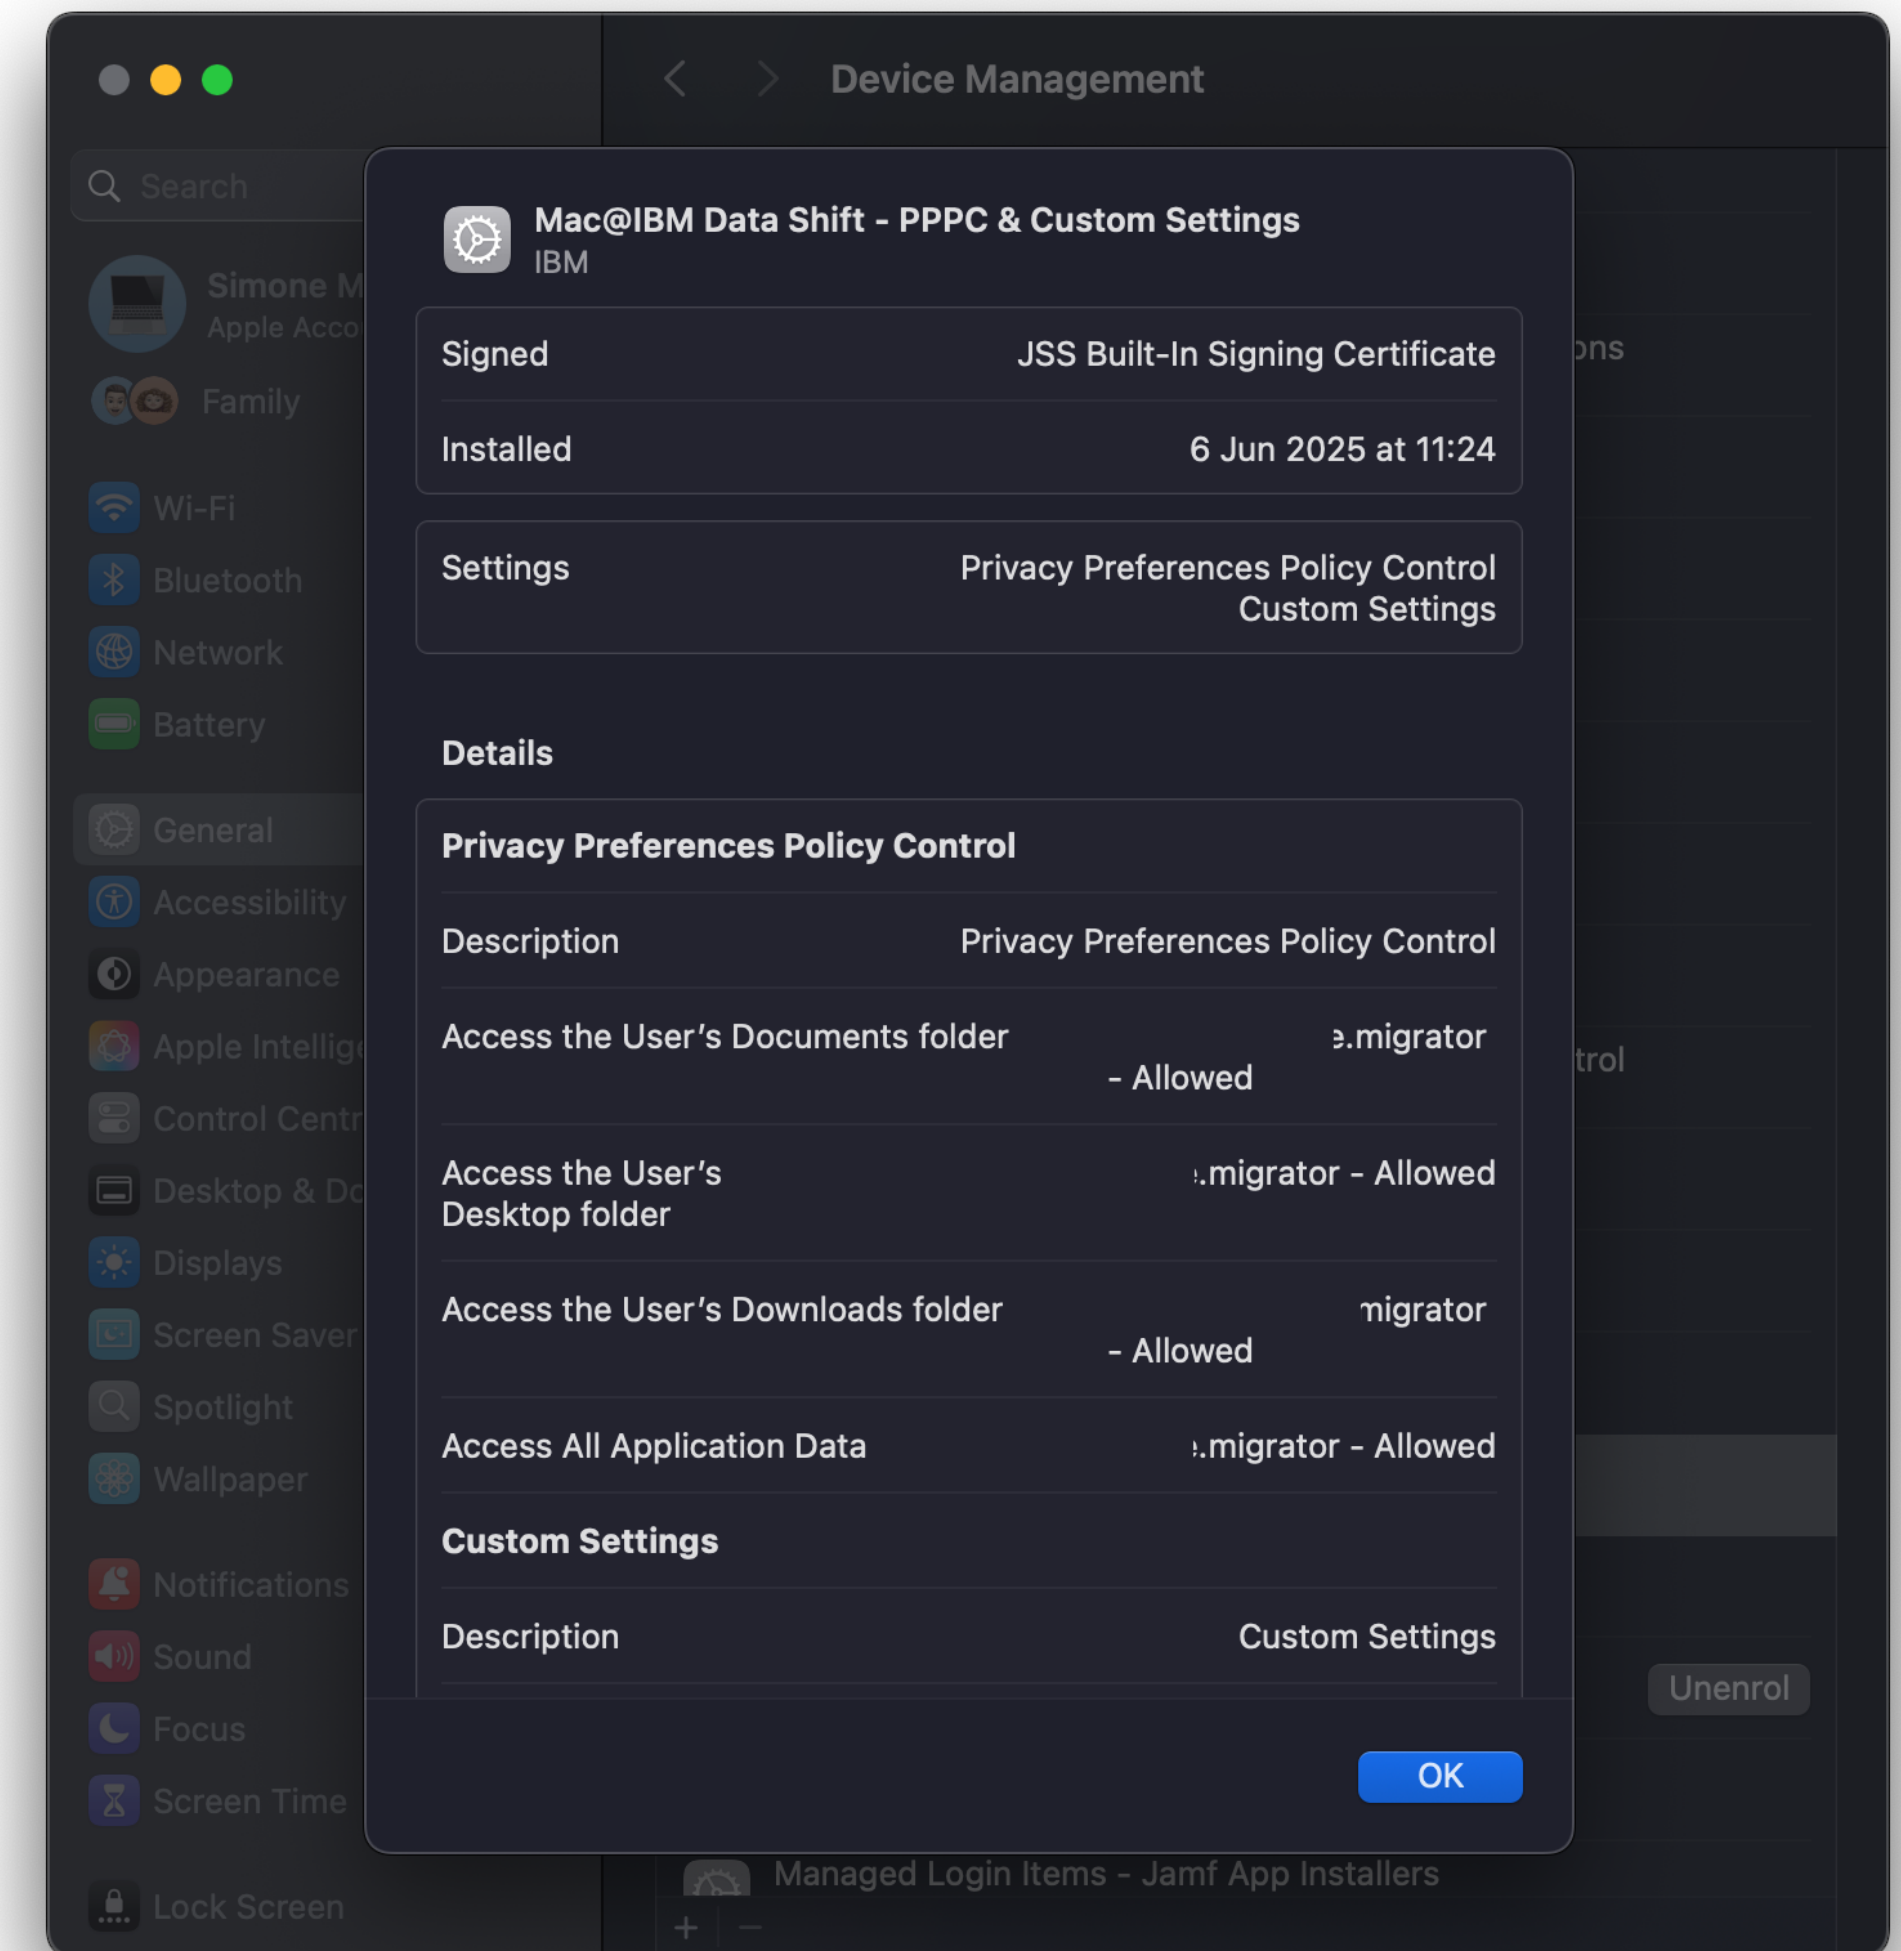 Device Management
Search
Simone M
Apple Acco
Family
Wi-Fi
Bluetooth
Network
Battery
General
Accessibility
Appearance
Apple Intellige
Control Centr
Desktop & Do
Displays
Screen Saver
Spotlight
Wallpaper
Notifications
Sound
Focus
Screen Time
Lock Screen
Mac@IBM Data Shift - PPPC & Custom Settings
IBM
Signed JSS Built-In Signing Certificate
Installed 6 Jun 2025 at 11:24
Settings Privacy Preferences Policy Control
Custom Settings
Details
Privacy Preferences Policy Control
Description Privacy Preferences Policy Control
Access the User’s Documents folder e.migrator
- Allowed
Access the User’s .migrator - Allowed
Desktop folder
Access the User’s Downloads folder migrator
- Allowed
Access All Application Data .migrator - Allowed
Custom Settings
Description Custom Settings
OK
ons
trol
Unenrol
Managed Login Items - Jamf App Installers